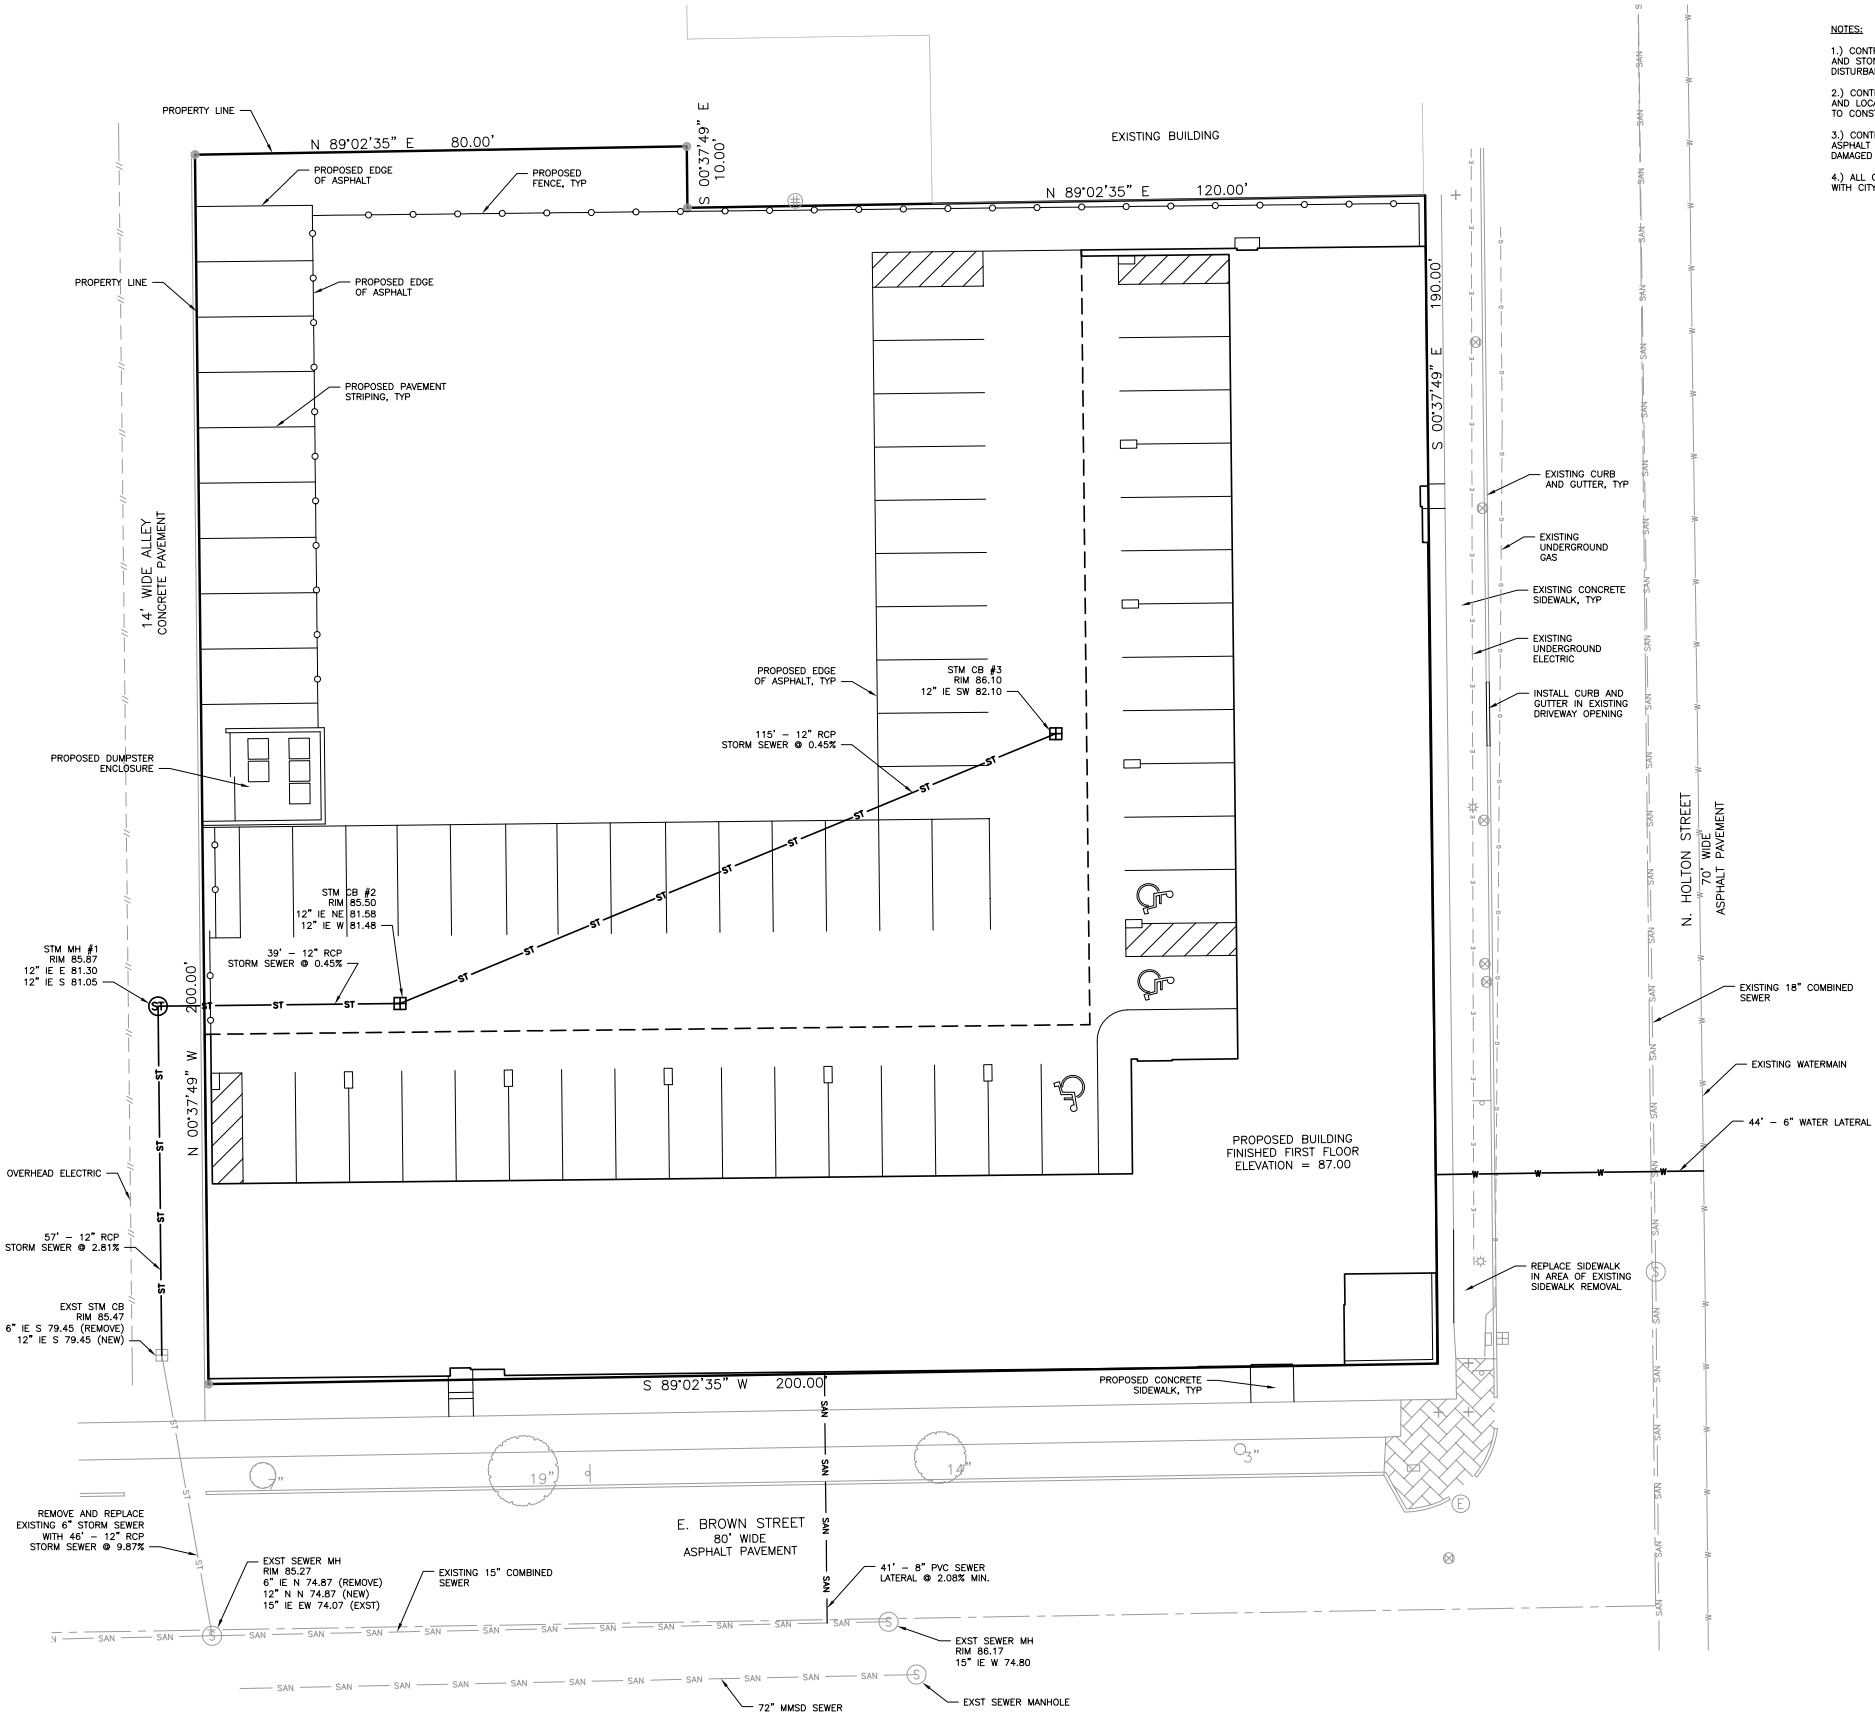 NOTES:
1.)
AND
2.)
AND
TO
3.)
ASPHALT
DAMAGED
4.) ALL
WITH
PROPERTY LINE
N 89°02'35" E 80.00'
S 00°37'49" E
10.00'
EXISTING BUILDING
N 89°02'35" E 120.00'
PROPOSED EDGE
OF ASPHALT
PROPOSED
FENCE, TYP
PROPERTY LINE
PROPOSED EDGE
OF ASPHALT
S 00°37'49" E 190.00'
PROPOSED PAVEMENT
STRIPING, TYP
14' WIDE ALLEY
CONCRETE PAVEMENT
EXISTING CURB
AND GUTTER, TYP
EXISTING
UNDERGROUND
GAS
EXISTING CONCRETE
SIDEWALK, TYP
EXISTING
UNDERGROUND
ELECTRIC
INSTALL CURB AND
GUTTER IN EXISTING
DRIVEWAY OPENING
PROPOSED EDGE
OF ASPHALT, TYP
STM CB #3
RIM 86.10
12" IE SW 82.10
115' - 12" RCP
STORM SEWER @ 0.45%
PROPOSED DUMPSTER
ENCLOSURE
N. HOLTON STREET
70' WIDE
ASPHALT PAVEMENT
STM CB #2
RIM 85.50
12" IE NE 81.58
12" IE W 81.48
39' - 12" RCP
STORM SEWER @ 0.45%
STM MH #1
RIM 85.87
12" IE E 81.30
12" IE S 81.05
N 00°37'49" W 200.00'
EXISTING 18" COMBINED
SEWER
EXISTING WATERMAIN
44' - 6" WATER LATERAL
PROPOSED BUILDING
FINISHED FIRST FLOOR
ELEVATION = 87.00
OVERHEAD ELECTRIC
57' - 12" RCP
STORM SEWER @ 2.81%
REPLACE SIDEWALK
IN AREA OF EXISTING
SIDEWALK REMOVAL
EXST STM CB
RIM 85.47
6" IE S 79.45 (REMOVE)
12" IE S 79.45 (NEW)
S 89°02'35" W 200.00'
PROPOSED CONCRETE
SIDEWALK, TYP
7"
19"
14"
3"
REMOVE AND REPLACE
EXISTING 6" STORM SEWER
WITH 46' - 12" RCP
STORM SEWER @ 9.87%
E. BROWN STREET
80' WIDE
ASPHALT PAVEMENT
EXST SEWER MH
RIM 85.27
6" IE N 74.87 (REMOVE)
12" N N 74.87 (NEW)
15" IE EW 74.07 (EXST)
EXISTING 15" COMBINED
SEWER
41' - 8" PVC SEWER
LATERAL @ 2.08% MIN.
EXST SEWER MH
RIM 86.17
15" IE W 74.80
72" MMSD SEWER
EXST SEWER MANHOLE